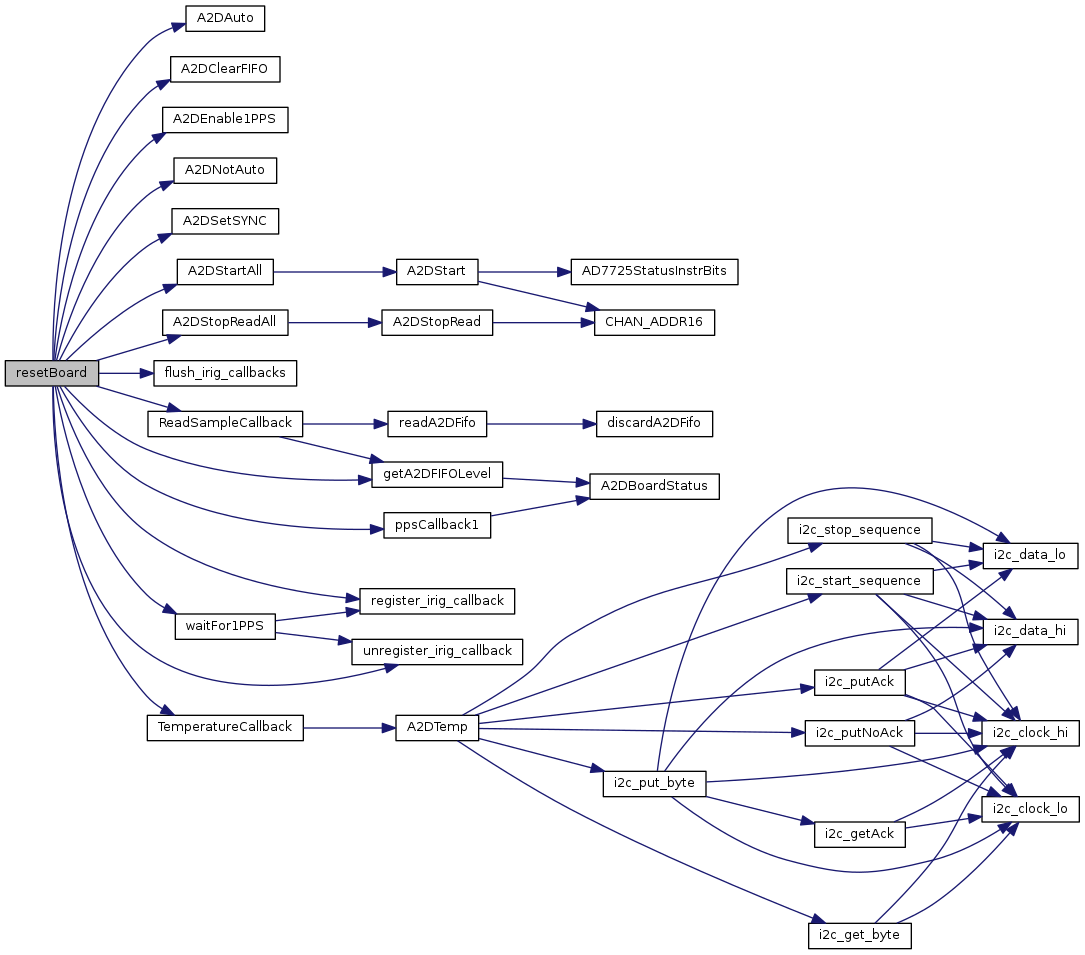 A2DAuto
A2DClearFIFO
A2DEnable1PPS
A2DNotAuto
A2DSetSYNC
A2DStartAll
A2DStart
AD7725StatusInstrBits
A2DStopReadAll
A2DStopRead
CHAN_ADDR16
resetBoard
flush_irig_callbacks
ReadSampleCallback
readA2DFifo
discardA2DFifo
getA2DFIFOLevel
A2DBoardStatus
ppsCallback1
i2c_stop_sequence
i2c_data_lo
i2c_start_sequence
register_irig_callback
waitFor1PPS
i2c_data_hi
unregister_irig_callback
i2c_putAck
TemperatureCallback
A2DTemp
i2c_putNoAck
i2c_clock_hi
i2c_put_byte
i2c_clock_lo
i2c_getAck
i2c_get_byte